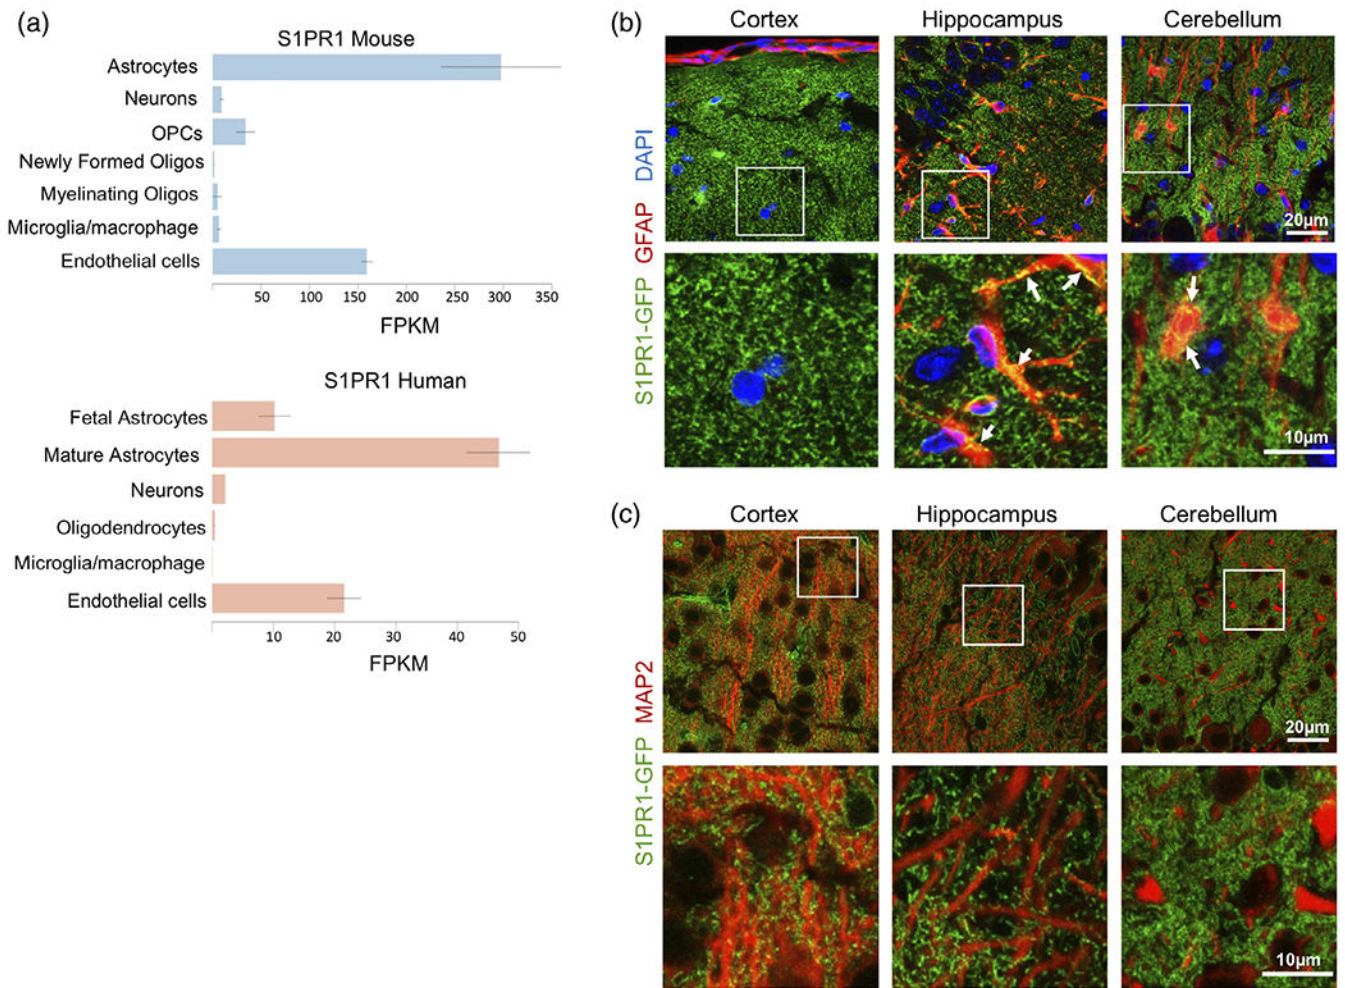 (a)
S1PR1 Mouse
Astrocytes
Neurons
OPCs
Newly Formed Oligos
Myelinating Oligos
Microglia/macrophage
Endothelial cells
50 100 150 200 250 300 350
FPKM
S1PR1 Human
Fetal Astrocytes
Mature Astrocytes
Neurons
Oligodendrocytes
Microglia/macrophage
Endothelial cells
10 20 30 40 50
FPKM
(b)
Cortex Hippocampus Cerebellum
S1PR1-GFP GFAP DAPI
20µm
10µm
(c)
Cortex Hippocampus Cerebellum
S1PR1-GFP MAP2
20µm
10µm